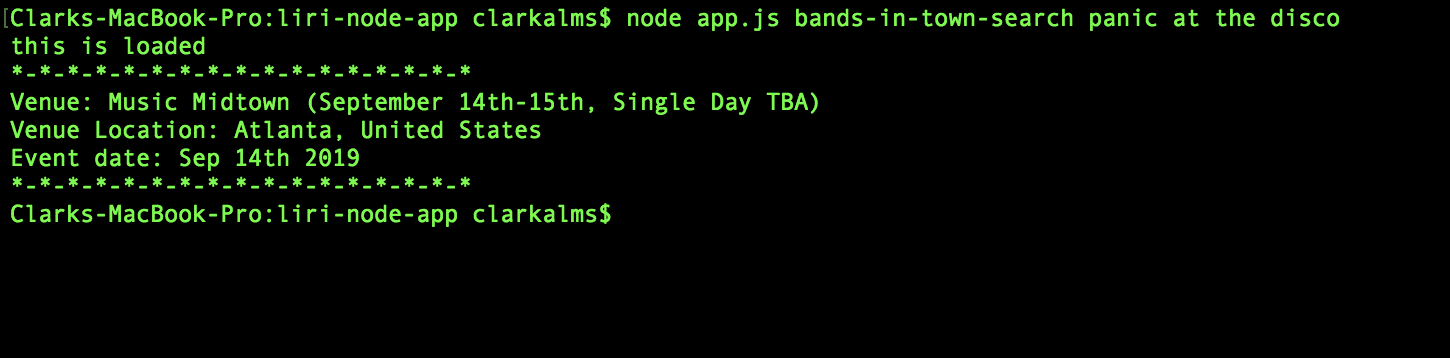 [Clarks-MacBook-Pro:liri-node-app clarkalms$ node app.js bands-in-town-search panic at the disco
this is loaded
*-*-*-*-*-*-*-*-*-*-*-*-*-*-*-*-*
Venue: Music Midtown (September 14th-15th, Single Day TBA)
Venue Location: Atlanta, United States
Event date: Sep 14th 2019
*-*-*-*-*-*-*-*-*-*-*-*-*-*-*-*-*
Clarks-MacBook-Pro:liri-node-app clarkalms$